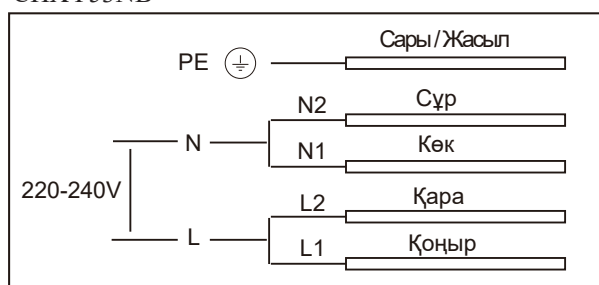 PE Сары/Жасыл
N2 Сұр
N
N1 Көк
220-240V
L2 Қара
L
L1 Қоңыр